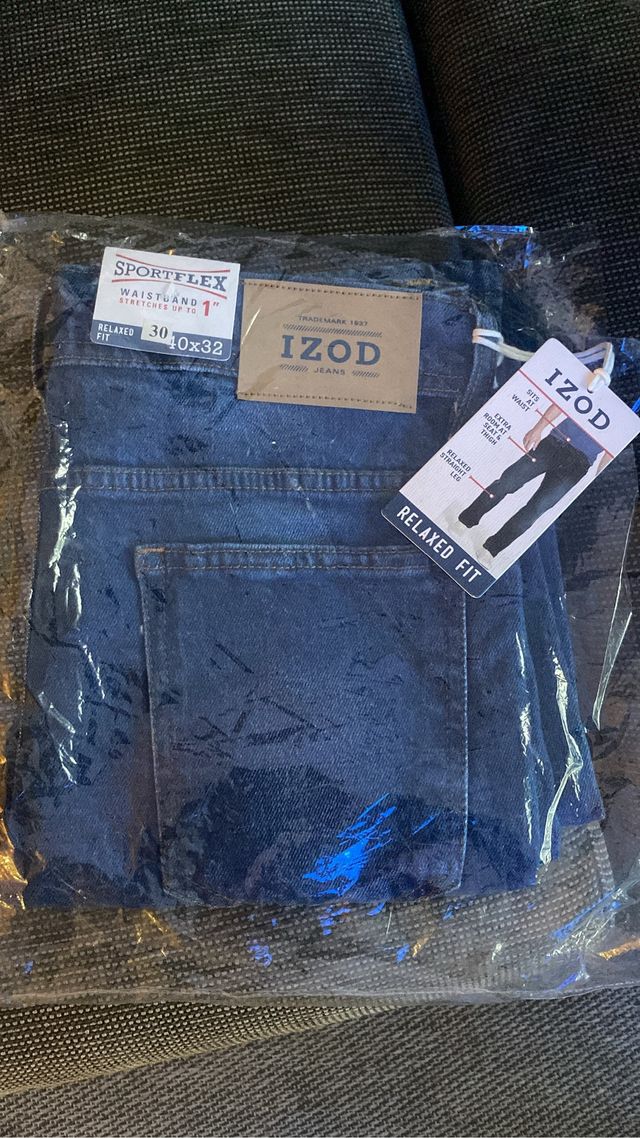 SPORTFLEX
WAISTBAND
STRETCHES UP TO 1"
RELAXED
FIT
30
40x32
TRADEMARK 1937
IZOD
JEANS
IZOD
SITS
AT
WAIST
EXTRA
ROOM AT
SEAT &
THIGH
RELAXED
STRAIGHT
LEG
RELAXED FIT